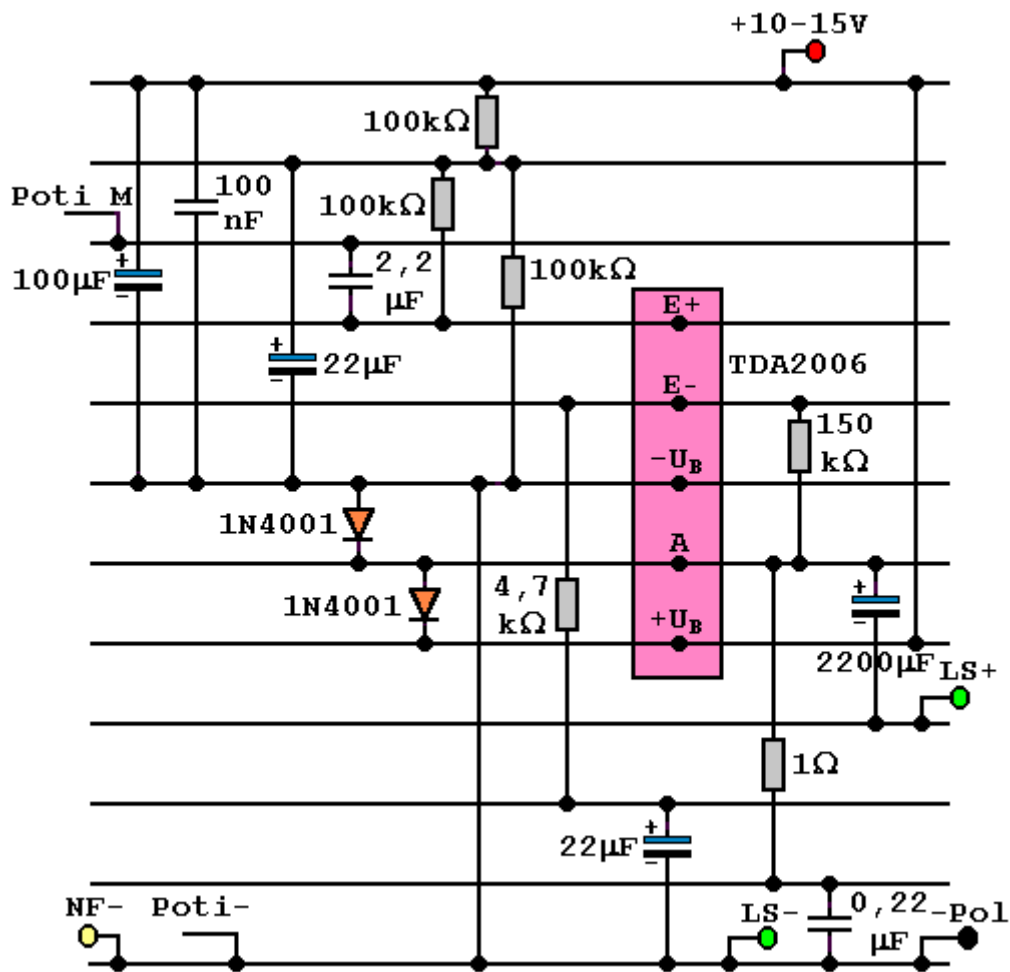 +10-15V
100kΩ
Poti M
100
nF
100kΩ
100µF
2,2
µF
100kΩ
E+
22µF
TDA2006
E-
150
kΩ
-UB
1N4001
A
1N4001
4,7
kΩ
+UB
2200µF
LS+
1Ω
22µF
NF-
Poti-
LS-
0,22
µF
-Pol
+
-
+
-
+
-
+
-